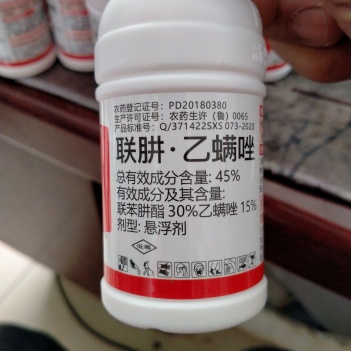 农药登记证号: PD20180380
生产许可证号: 农药生许（鲁）0065
产品标准号: Q/371422SXS 073-2020
联肼·乙螨唑
总有效成分含量: 45%
有效成分及其含量:
联苯肼酯 30%乙螨唑 15%
剂型: 悬浮剂